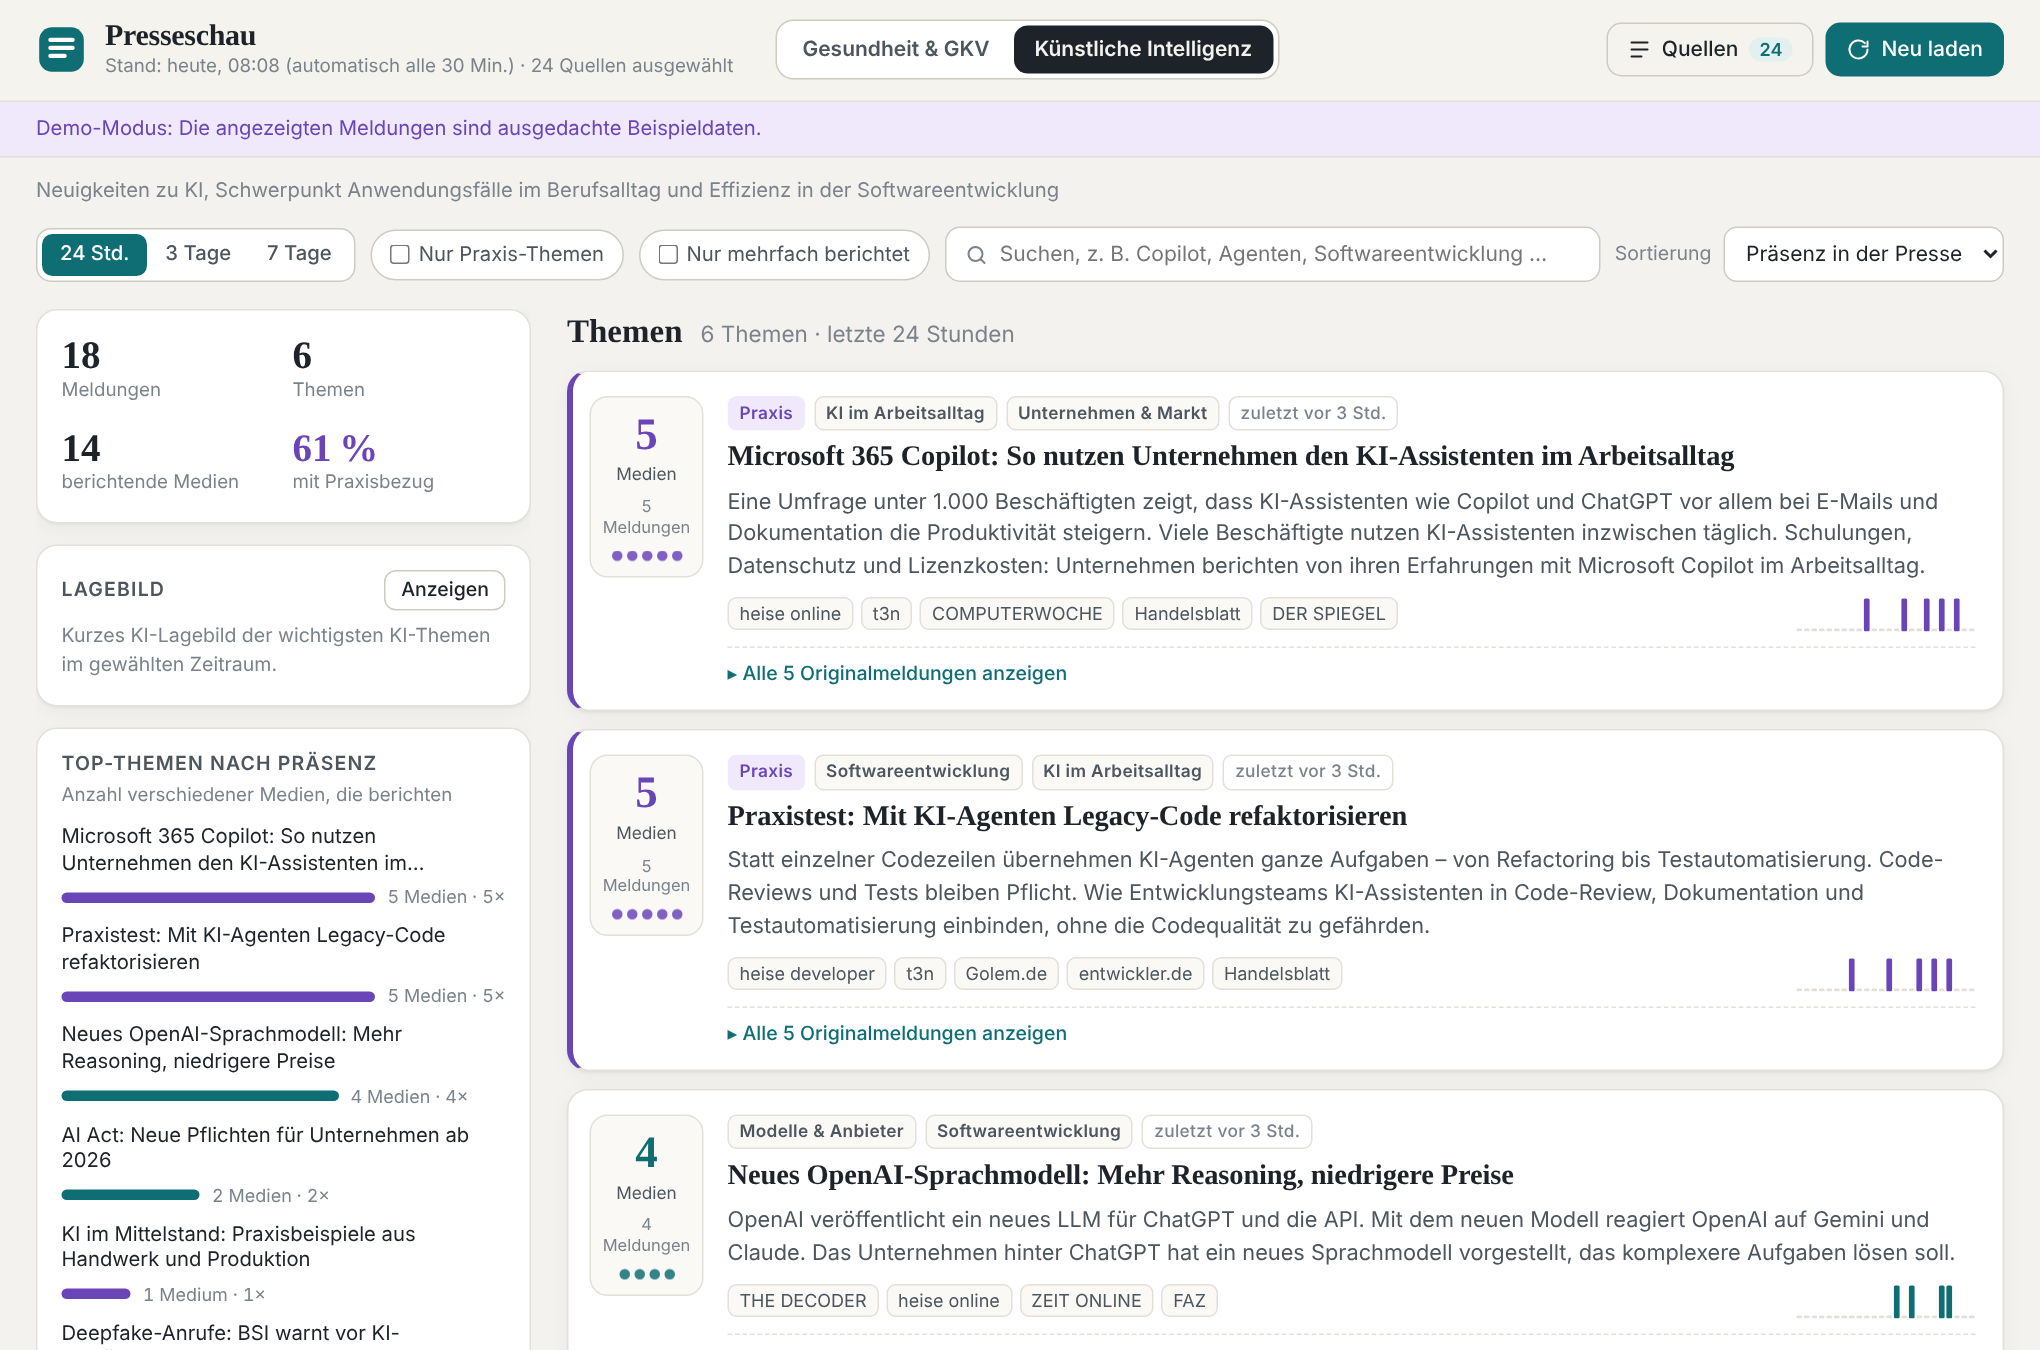 Presseschau
Stand: heute, 08:08 (automatisch alle 30 Min.) · 24 Quellen ausgewählt
Gesundheit & GKV
Künstliche Intelligenz
Quellen 24
Neu laden
Demo-Modus: Die angezeigten Meldungen sind ausgedachte Beispieldaten.
Neuigkeiten zu KI, Schwerpunkt Anwendungsfälle im Berufsalltag und Effizienz in der Softwareentwicklung
24 Std.
3 Tage
7 Tage
Nur Praxis-Themen
Nur mehrfach berichtet
Suchen, z. B. Copilot, Agenten, Softwareentwicklung ...
Sortierung
Präsenz in der Presse
18
Meldungen
6
Themen
14
berichtende Medien
61 %
mit Praxisbezug
LAGEBILD
Anzeigen
Kurzes KI-Lagebild der wichtigsten KI-Themen
im gewählten Zeitraum.
TOP-THEMEN NACH PRÄSENZ
Anzahl verschiedener Medien, die berichten
Microsoft 365 Copilot: So nutzen
Unternehmen den KI-Assistenten im...
5 Medien · 5×
Praxistest: Mit KI-Agenten Legacy-Code
refaktorisieren
5 Medien · 5×
Neues OpenAI-Sprachmodell: Mehr
Reasoning, niedrigere Preise
4 Medien · 4×
AI Act: Neue Pflichten für Unternehmen ab
2026
2 Medien · 2×
KI im Mittelstand: Praxisbeispiele aus
Handwerk und Produktion
1 Medium · 1×
Deepfake-Anrufe: BSI warnt vor KI-
Themen
6 Themen · letzte 24 Stunden
5
Medien
5
Meldungen
Praxis
KI im Arbeitsalltag
Unternehmen & Markt
zuletzt vor 3 Std.
Microsoft 365 Copilot: So nutzen Unternehmen den KI-Assistenten im Arbeitsalltag
Eine Umfrage unter 1.000 Beschäftigten zeigt, dass KI-Assistenten wie Copilot und ChatGPT vor allem bei E-Mails und
Dokumentation die Produktivität steigern. Viele Beschäftigte nutzen KI-Assistenten inzwischen täglich. Schulungen,
Datenschutz und Lizenzkosten: Unternehmen berichten von ihren Erfahrungen mit Microsoft Copilot im Arbeitsalltag.
heise online
t3n
COMPUTERWOCHE
Handelsblatt
DER SPIEGEL
▸ Alle 5 Originalmeldungen anzeigen
5
Medien
5
Meldungen
Praxis
Softwareentwicklung
KI im Arbeitsalltag
zuletzt vor 3 Std.
Praxistest: Mit KI-Agenten Legacy-Code refaktorisieren
Statt einzelner Codezeilen übernehmen KI-Agenten ganze Aufgaben – von Refactoring bis Testautomatisierung. Code-
Reviews und Tests bleiben Pflicht. Wie Entwicklungsteams KI-Assistenten in Code-Review, Dokumentation und
Testautomatisierung einbinden, ohne die Codequalität zu gefährden.
heise developer
t3n
Golem.de
entwickler.de
Handelsblatt
▸ Alle 5 Originalmeldungen anzeigen
4
Medien
4
Meldungen
Modelle & Anbieter
Softwareentwicklung
zuletzt vor 3 Std.
Neues OpenAI-Sprachmodell: Mehr Reasoning, niedrigere Preise
OpenAI veröffentlicht ein neues LLM für ChatGPT und die API. Mit dem neuen Modell reagiert OpenAI auf Gemini und
Claude. Das Unternehmen hinter ChatGPT hat ein neues Sprachmodell vorgestellt, das komplexere Aufgaben lösen soll.
THE DECODER
heise online
ZEIT ONLINE
FAZ